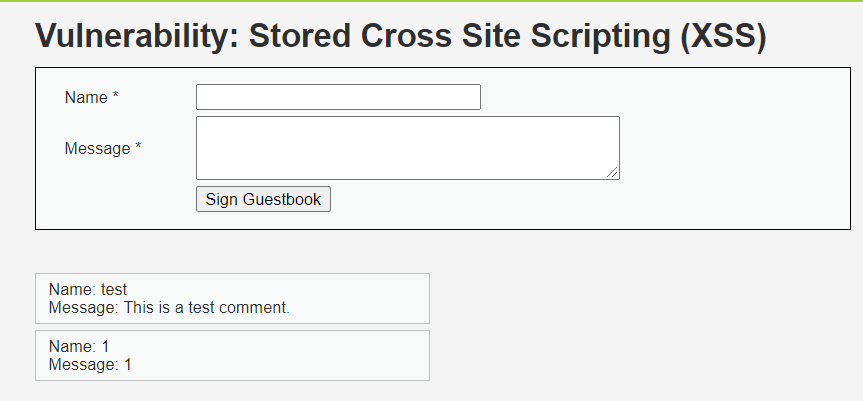 Vulnerability: Stored Cross Site Scripting (XSS)
Name *
Message *
Sign Guestbook
Name: test
Message: This is a test comment.
Name: 1
Message: 1